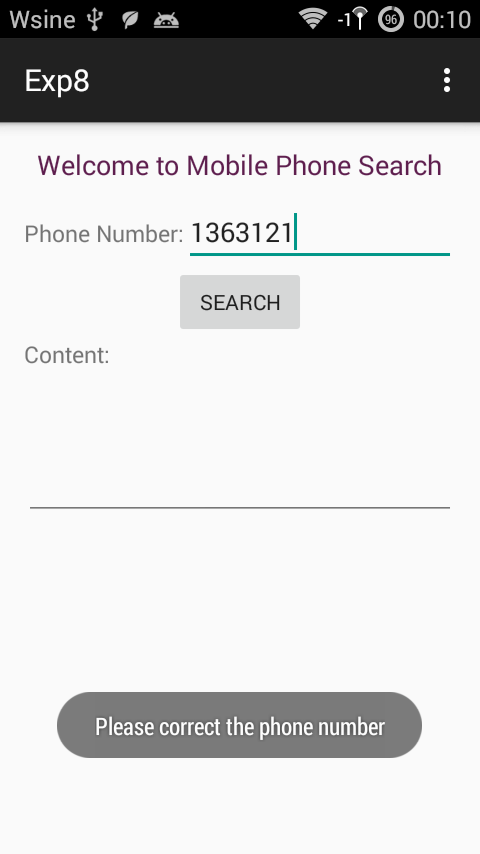 Wsine -1 96 00:10
Exp8
Welcome to Mobile Phone Search
Phone Number: 1363121
SEARCH
Content:
Please correct the phone number